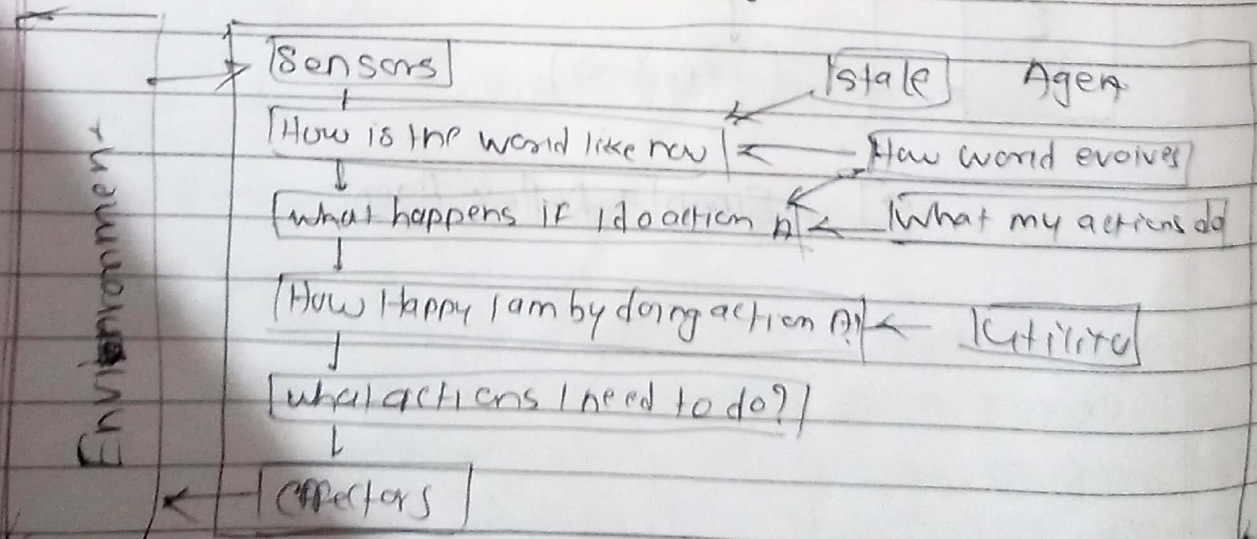 Sensors
State Agent
How is the world like now
How world evolves
What happens if I do action A
What my actions do
How Happy I am by doing action A?
Utility
What actions I need to do?
effectors
Environment